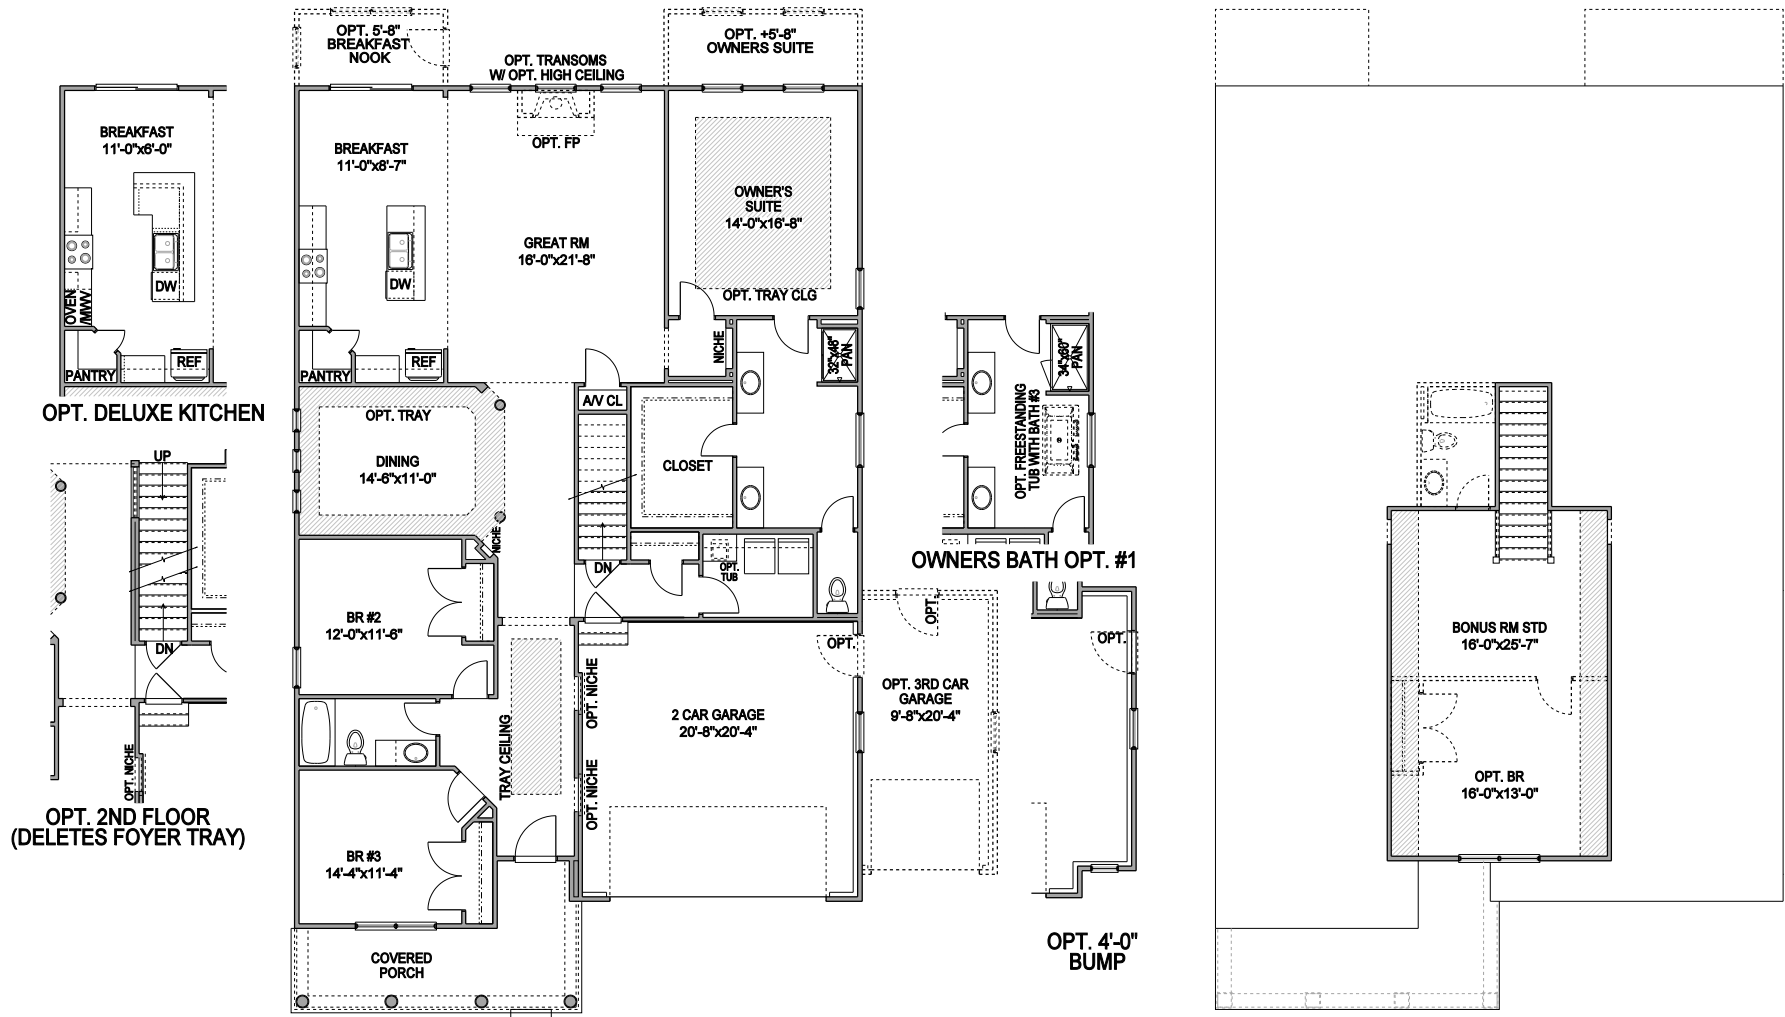 BREAKFAST
11'-0"x6'-0"
OVEN
/MWV
DW
REF
PANTRY
OPT. DELUXE KITCHEN
UP
DN
OPT. NICHE
OPT. 2ND FLOOR
(DELETES FOYER TRAY)
OPT. 5'-8"
BREAKFAST
NOOK
OPT. TRANSOMS
W/ OPT. HIGH CEILING
OPT. +5'-8"
OWNERS SUITE
BREAKFAST
11'-0"x8'-7"
OPT. FP
OWNER'S
SUITE
14'-0"x16'-8"
GREAT RM
16'-0"x21'-8"
DW
OPT. TRAY CLG
NICHE
32"x48"
PAN
REF
PANTRY
A/V CL
OPT. TRAY
DINING
14'-6"x11'-0"
CLOSET
NICHE
DN
OPT.
TUB
BR #2
12'-0"x11'-6"
OPT. NICHE
TRAY CEILING
OPT. NICHE
2 CAR GARAGE
20'-8"x20'-4"
OPT.
OPT.
OPT. 3RD CAR
GARAGE
9'-8"x20'-4"
BR #3
14'-4"x11'-4"
COVERED
PORCH
34"x60"
PAN
OPT. FREESTANDING
TUB WITH BATH #3
OWNERS BATH OPT. #1
OPT.
OPT. 4'-0"
BUMP
BONUS RM STD
16'-0"x25'-7"
OPT. BR
16'-0"x13'-0"